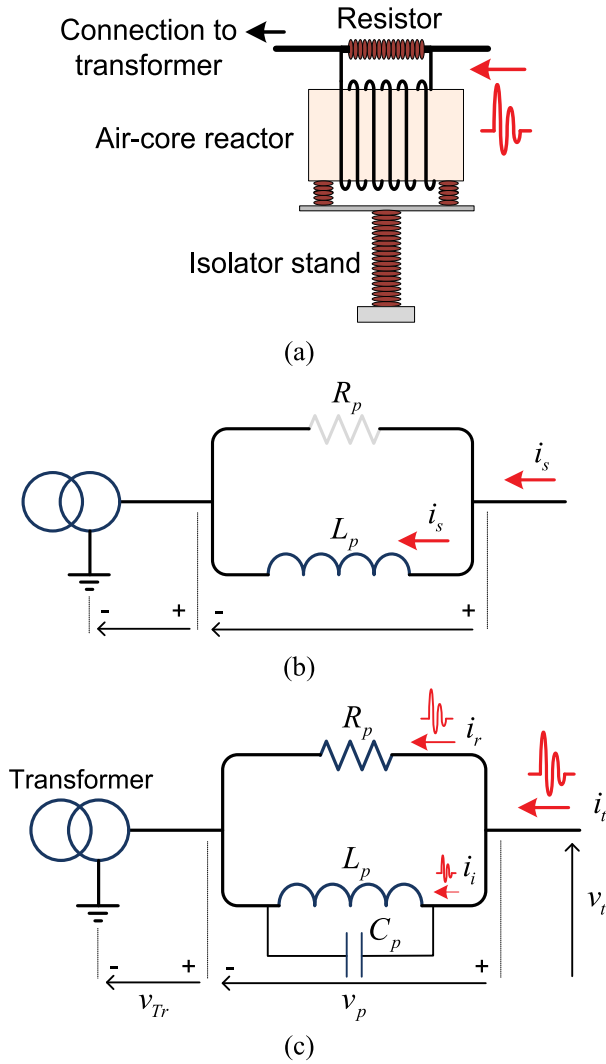 Resistor
Connection to
transformer
Air-core reactor
Isolator stand
(a)
R_p
i_s
L_p
i_s
- + - +
(b)
R_p
i_r
i_t
Transformer
L_p
i_i
C_p
v_t
- + - +
v_Tr
v_p
(c)